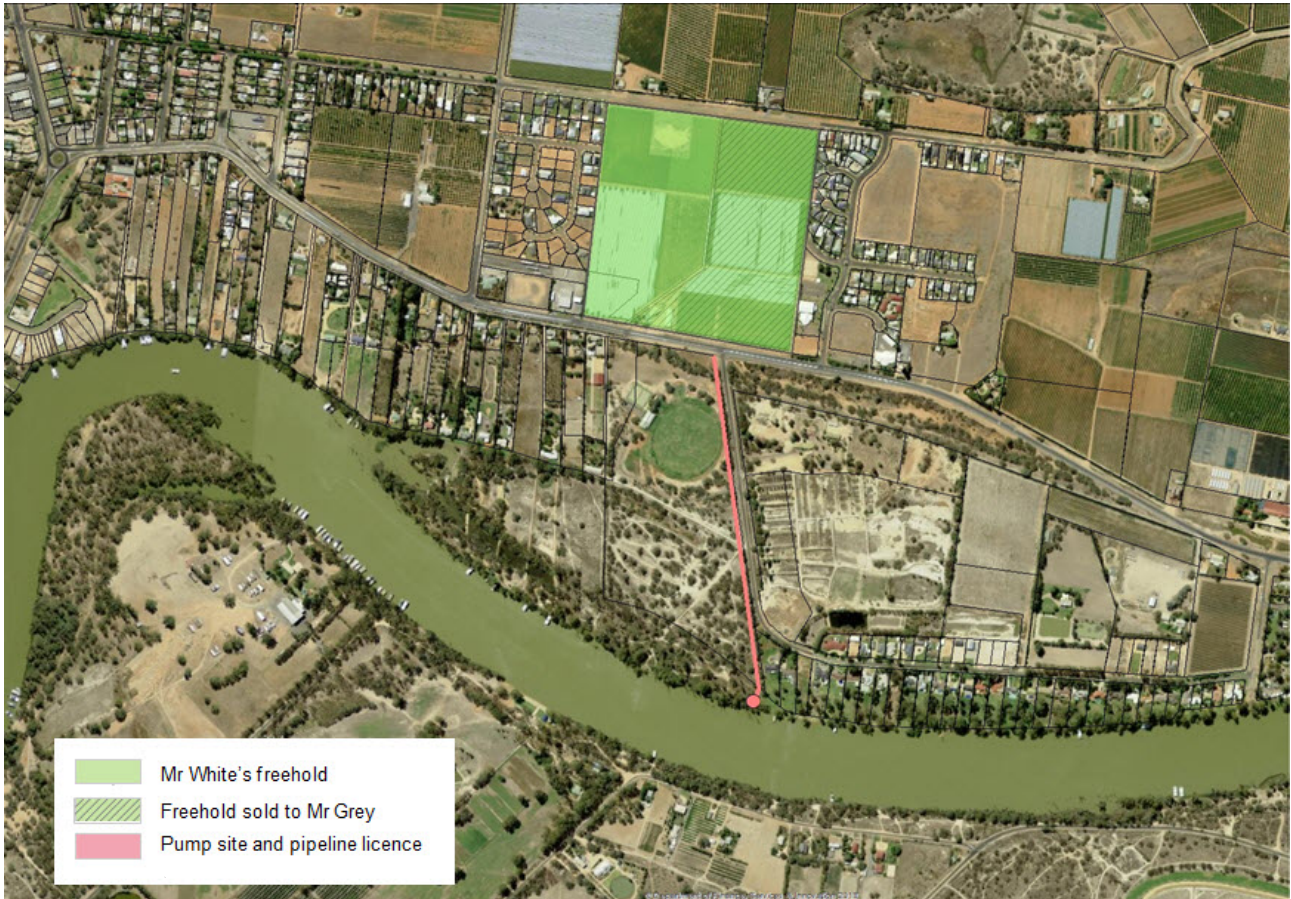 Mr White's freehold
Freehold sold to Mr Grey
Pump site and pipeline licence